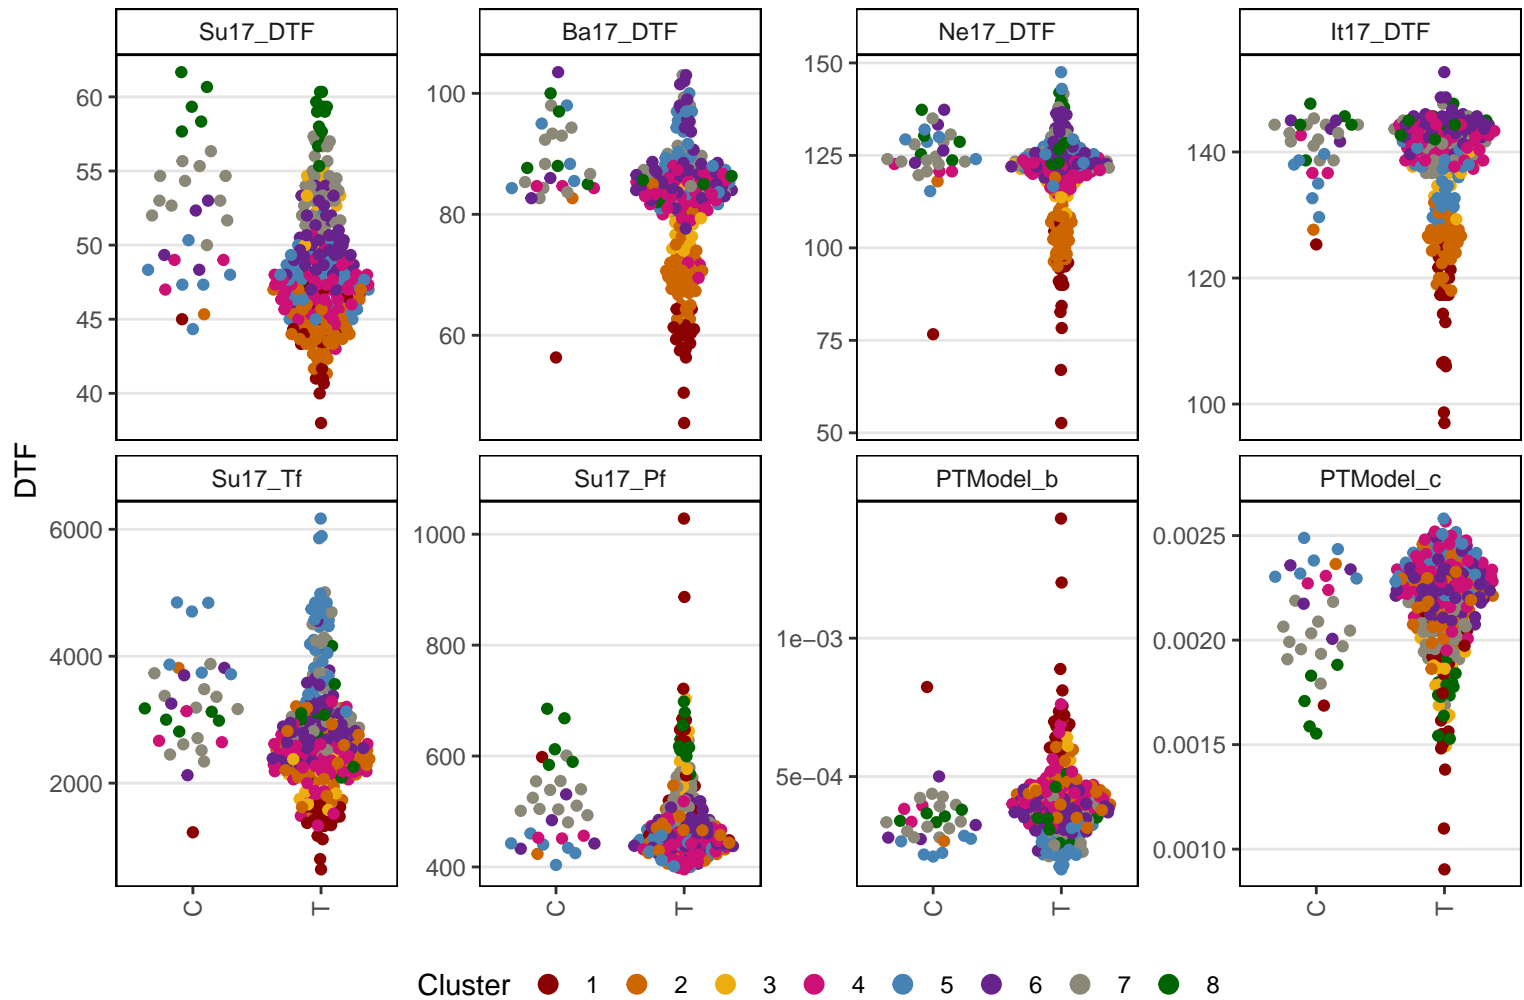 Su17_DTF
Ba17_DTF
Ne17_DTF
It17_DTF
60
55
50
45
40
100
80
60
150
125
100
75
50
140
120
100
DTF
Su17_Tf
Su17_Pf
PTModel_b
PTModel_c
6000
4000
2000
1000
800
600
400
1e−03
5e−04
0.0025
0.0020
0.0015
0.0010
C
T
C
T
C
T
C
T
Cluster 1 2 3 4 5 6 7 8